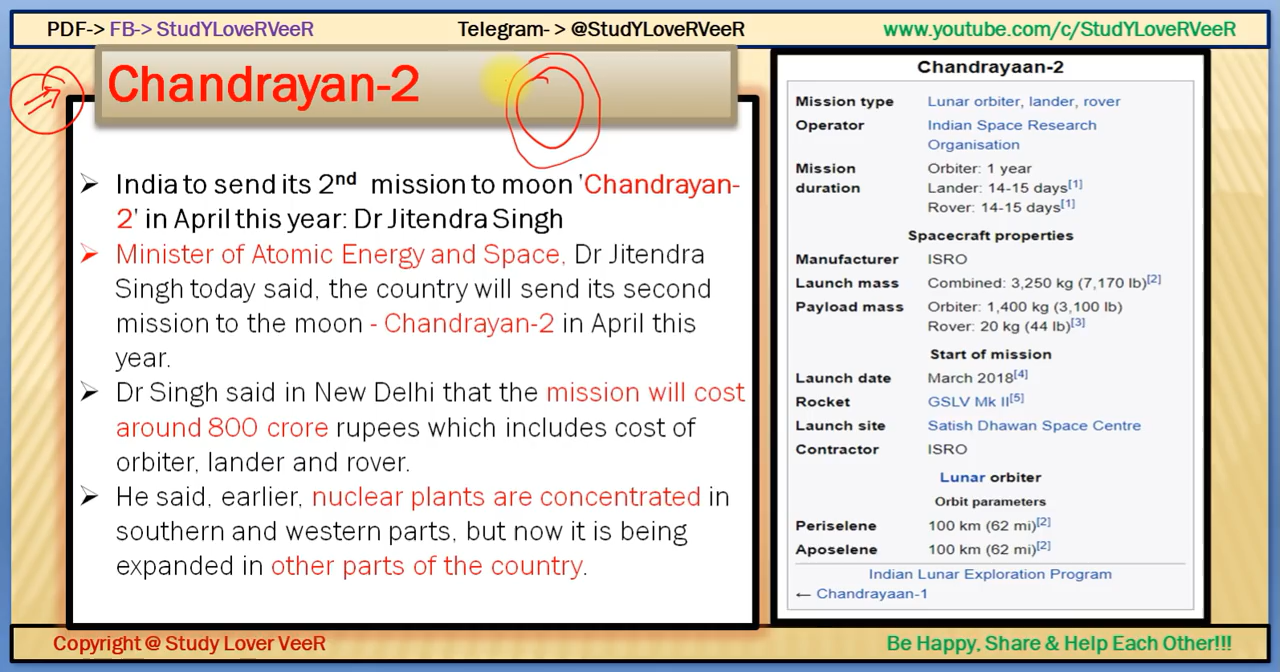 PDF-> FB-> StudYLoveRVeeR
Telegram- > @StudYLoveRVeeR
www.youtube.com/c/StudYLoveRVeeR
Chandrayan-2
India to send its 2nd mission to moon 'Chandrayan-
2' in April this year: Dr Jitendra Singh
Minister of Atomic Energy and Space, Dr Jitendra
Singh today said, the country will send its second
mission to the moon - Chandrayan-2 in April this
year.
Dr Singh said in New Delhi that the mission will cost
around 800 crore rupees which includes cost of
orbiter, lander and rover.
He said, earlier, nuclear plants are concentrated in
southern and western parts, but now it is being
expanded in other parts of the country.
Chandrayaan-2
Mission type Lunar orbiter, lander, rover
Operator Indian Space Research
Organisation
Mission Orbiter: 1 year
duration Lander: 14-15 days[1]
Rover: 14-15 days[1]
Spacecraft properties
Manufacturer ISRO
Launch mass Combined: 3,250 kg (7,170 lb)[2]
Payload mass Orbiter: 1,400 kg (3,100 lb)
Rover: 20 kg (44 lb)[3]
Start of mission
Launch date March 2018[4]
Rocket GSLV Mk II[5]
Launch site Satish Dhawan Space Centre
Contractor ISRO
Lunar orbiter
Orbit parameters
Periselene 100 km (62 mi)[2]
Aposelene 100 km (62 mi)[2]
Indian Lunar Exploration Program
← Chandrayaan-1
Copyright @ Study Lover VeeR
Be Happy, Share & Help Each Other!!!